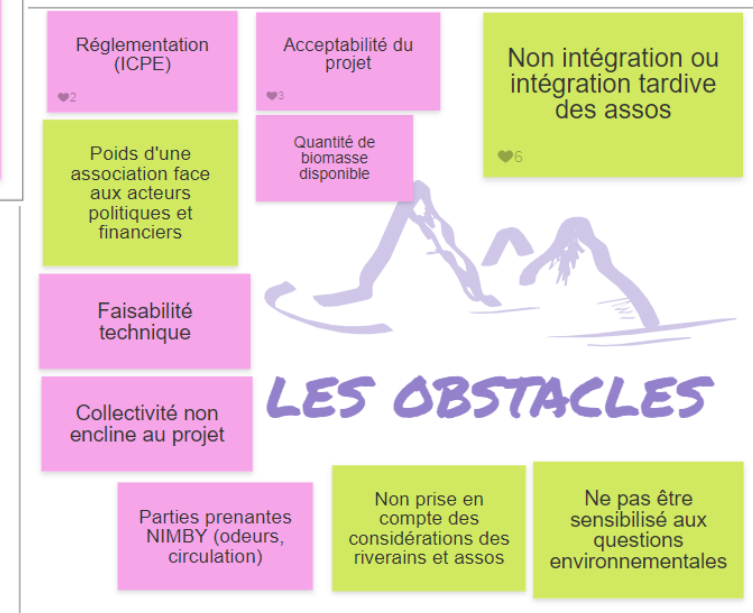 Réglementation
(ICPE)
2
Acceptabilité du
projet
3
Non intégration ou
intégration tardive
des assos
6
Poids d'une
association face
aux acteurs
politiques et
financiers
Quantité de
biomasse
disponible
Faisabilité
technique
LES OBSTACLES
Collectivité non
encline au projet
Parties prenantes
NIMBY (odeurs,
circulation)
Non prise en
compte des
considérations des
riverains et assos
Ne pas être
sensibilisé aux
questions
environnementales